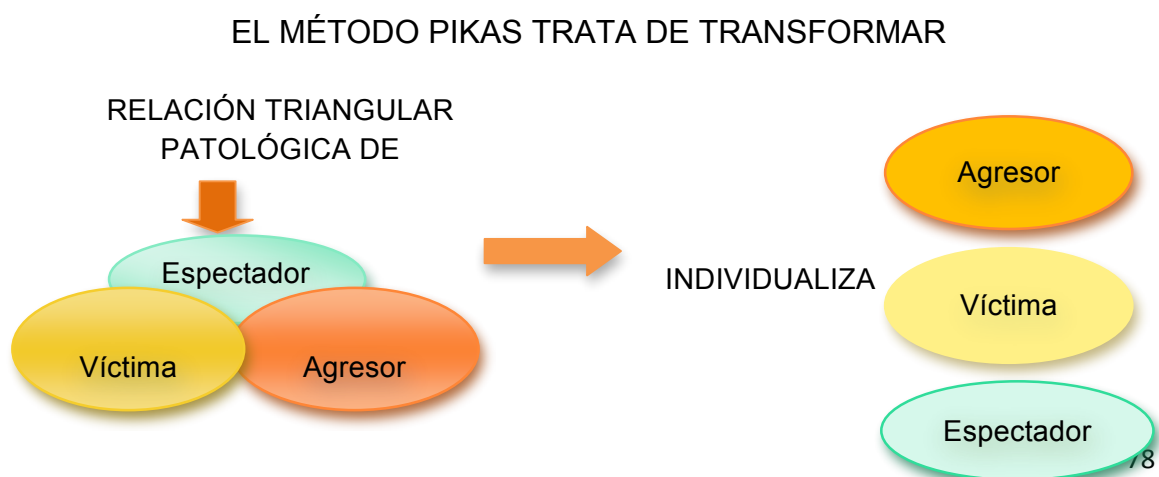 EL MÉTODO PIKAS TRATA DE TRANSFORMAR
RELACIÓN TRIANGULAR
PATOLÓGICA DE
Espectador
Víctima
Agresor
INDIVIDUALIZA
Agresor
Víctima
Espectador
78